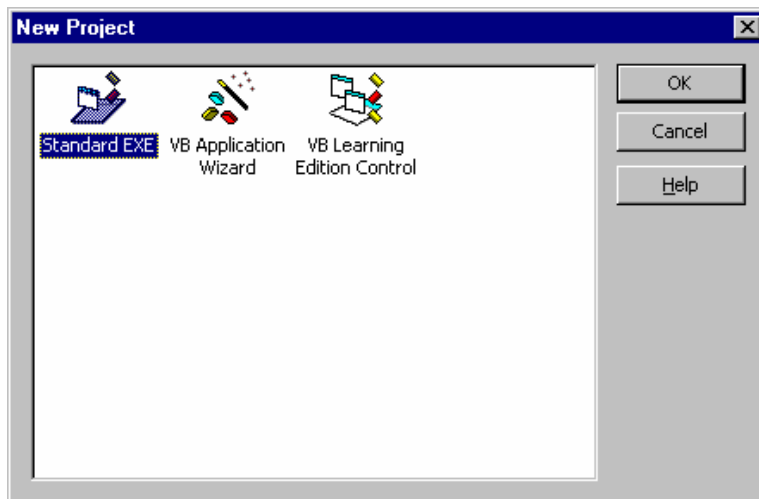 New Project
Standard EXE
VB Application
Wizard
VB Learning
Edition Control
OK
Cancel
Help